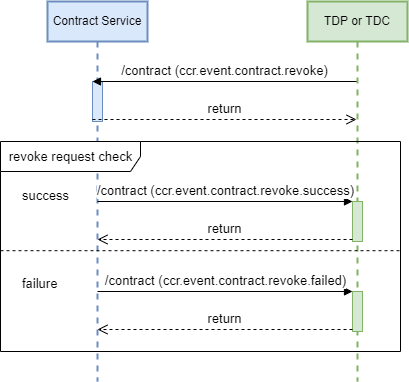 Contract Service
TDP or TDC
/contract (ccr.event.contract.revoke)
return
revoke request check
success
/contract (ccr.event.contract.revoke.success)
return
failure
/contract (ccr.event.contract.revoke.failed)
return